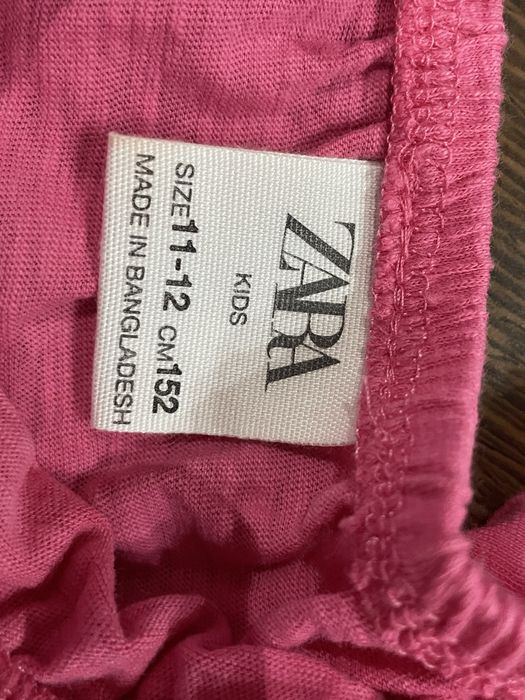 ZARA
KIDS
SIZE 11-12 CM 152
MADE IN BANGLADESH